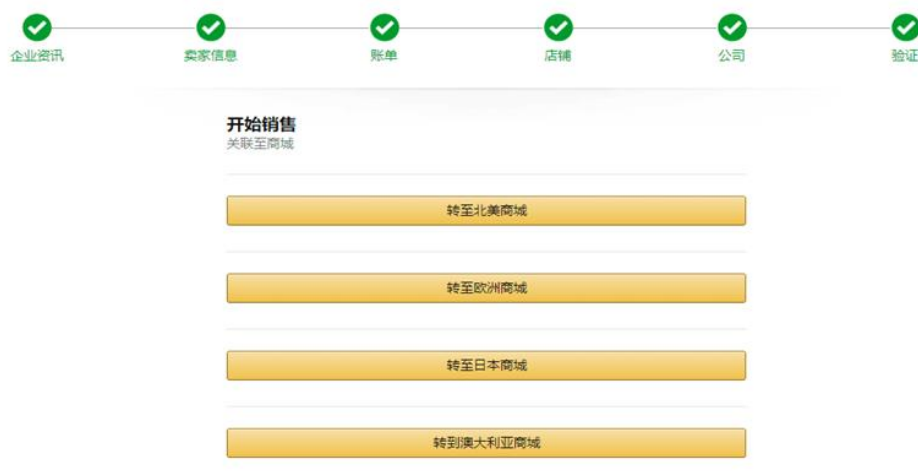 企业资讯 卖家信息 账单 店铺 公司 验证
开始销售
关联至商城
转至北美商城
转至欧洲商城
转至日本商城
转到澳大利亚商城